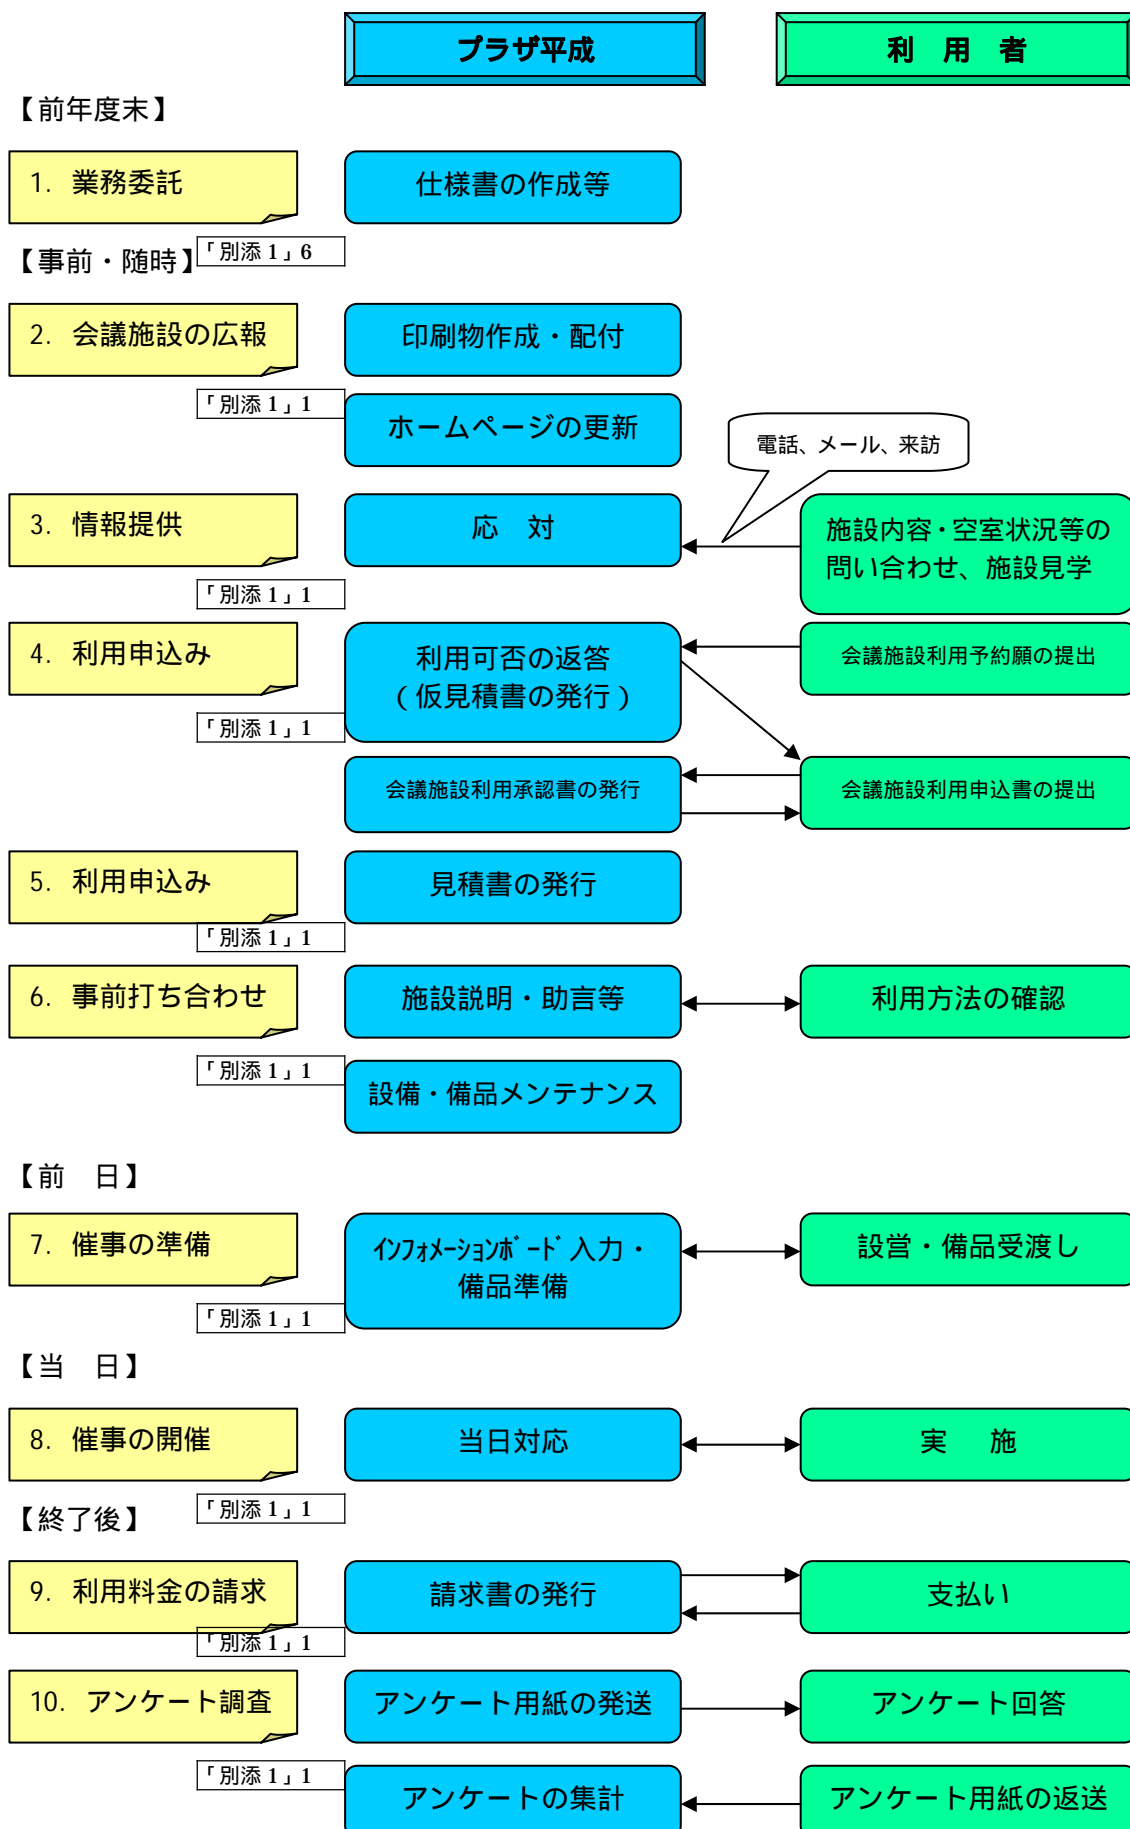 プラザ平成
利 用 者
【前年度末】
1. 業務委託
仕様書の作成等
「別添1」6
【事前・随時】
2. 会議施設の広報
印刷物作成・配付
「別添1」1
ホームページの更新
電話、メール、来訪
3. 情報提供
応 対
施設内容・空室状況等の
問い合わせ、施設見学
「別添1」1
4. 利用申込み
利用可否の返答
(仮見積書の発行)
会議施設利用予約願の提出
「別添1」1
会議施設利用承認書の発行
会議施設利用申込書の提出
5. 利用申込み
見積書の発行
「別添1」1
6. 事前打ち合わせ
施設説明・助言等
利用方法の確認
「別添1」1
設備・備品メンテナンス
【前 日】
7. 催事の準備
インフォメーションボード入力・
備品準備
設営・備品受渡し
「別添1」1
【当 日】
8. 催事の開催
当日対応
実 施
「別添1」1
【終了後】
9. 利用料金の請求
請求書の発行
支払い
「別添1」1
10. アンケート調査
アンケート用紙の発送
アンケート回答
「別添1」1
アンケートの集計
アンケート用紙の返送